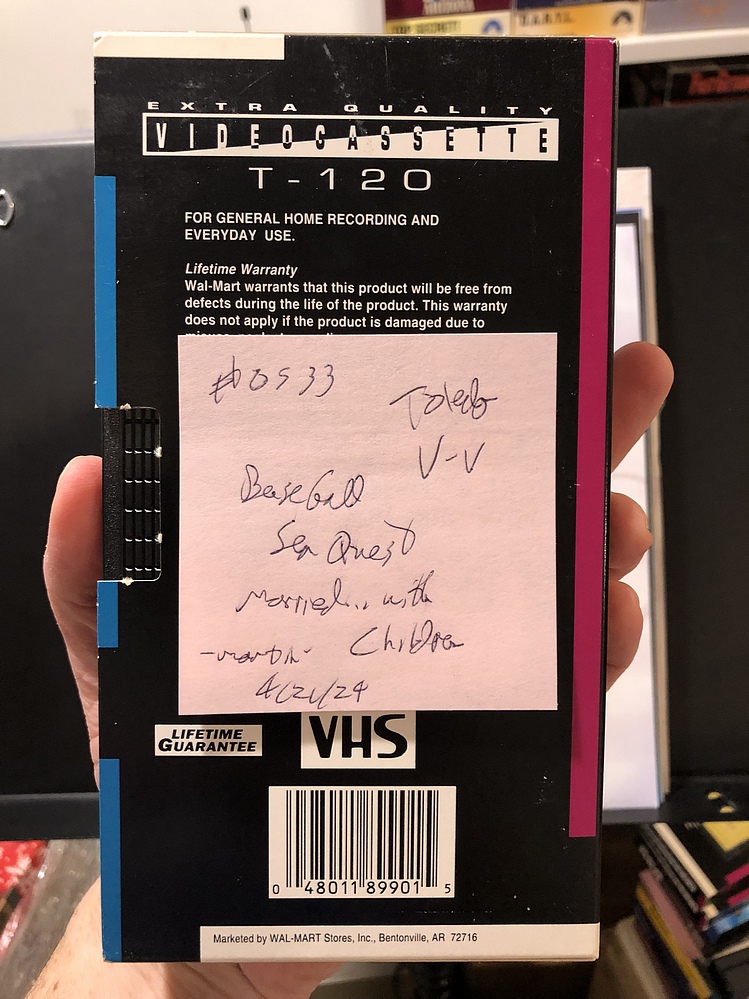 EXTRA QUALITY
VIDEOCASSETTE
T-120
FOR GENERAL HOME RECORDING AND
EVERYDAY USE.
Lifetime Warranty
Wal-Mart warrants that this product will be free from
defects during the life of the product. This warranty
does not apply if the product is damaged due to
#0533
Toledo
V-V
Baseball
Sea Quest
Married... with
Children
-martin-
4/21/24
LIFETIME
GUARANTEE
VHS
0 48011 89901 5
Marketed by WAL-MART Stores, Inc., Bentonville, AR 72716
D.A.R.Y.L.